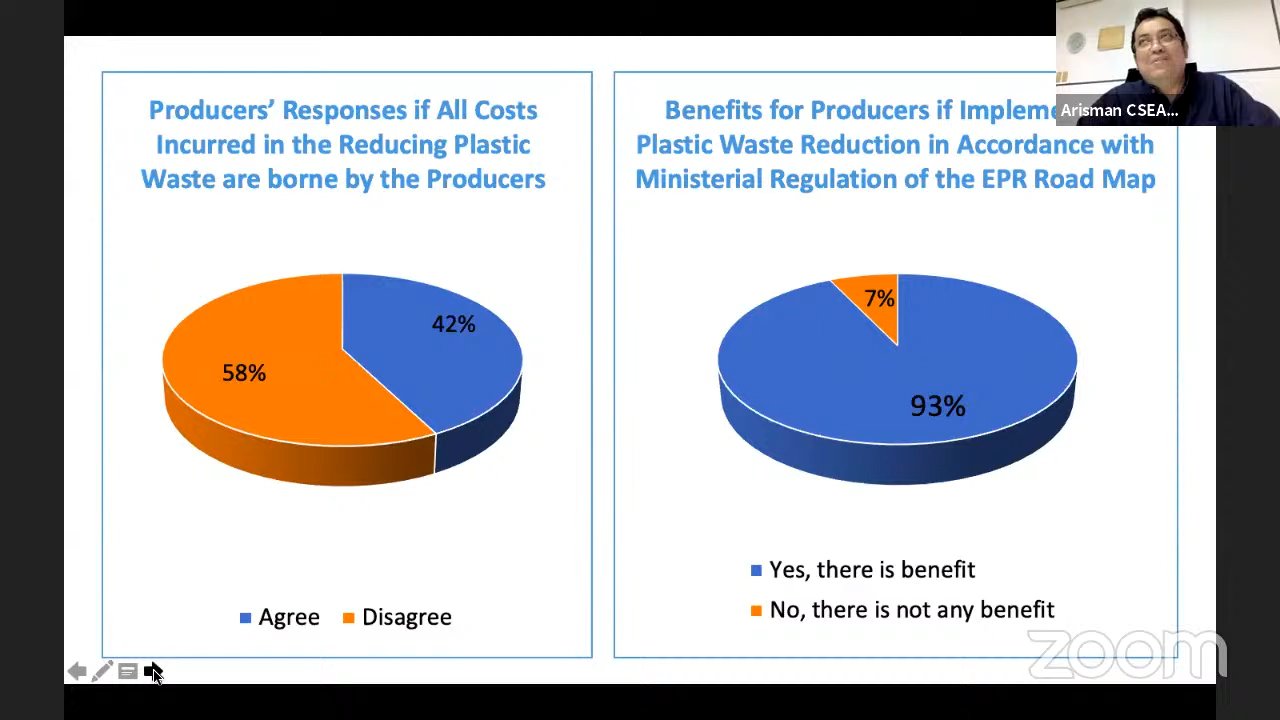 Producers’ Responses if All Costs
Incurred in the Reducing Plastic
Waste are borne by the Producers
42%
58%
Agree
Disagree
Benefits for Producers if Impleme
Plastic Waste Reduction in Accordance with
Ministerial Regulation of the EPR Road Map
7%
93%
Yes, there is benefit
No, there is not any benefit
Arisman CSEA...
zoom